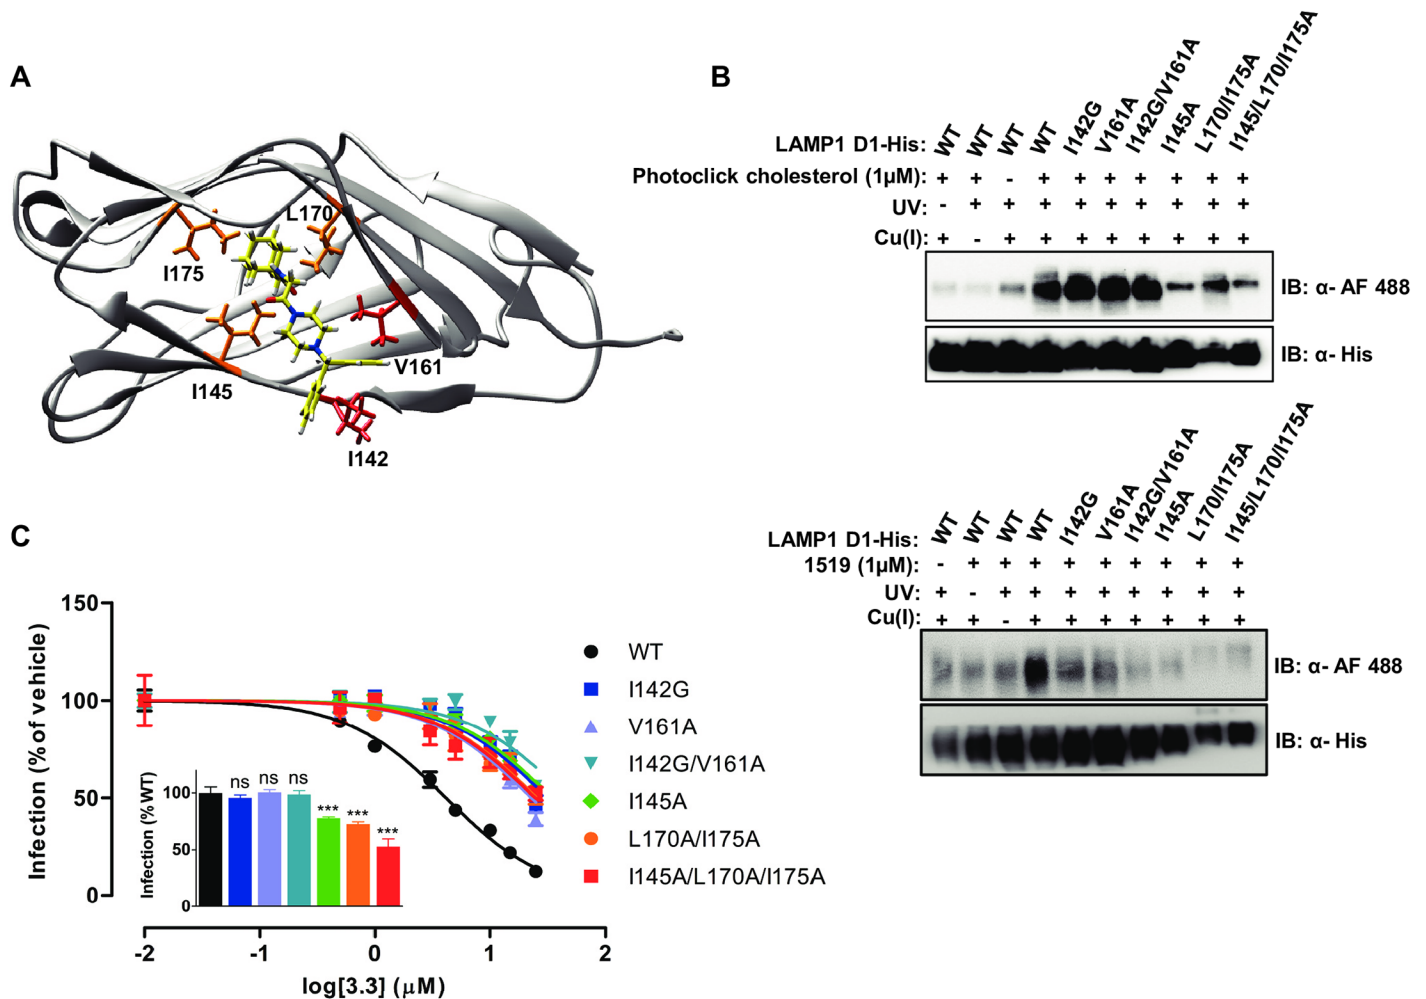 A
L170
I175
V161
I145
I142
B
LAMP1 D1-His: WT WT WT WT I142G V161A I142G/V161A I145A L170/I175A I145/L170/I175A
Photoclick cholesterol (1µM): + + - + + + + + + +
UV: - + + + + + + + + +
Cu(I): + - + + + + + + + +
IB: α- AF 488
IB: α- His
LAMP1 D1-His: WT WT WT WT I142G V161A I142G/V161A I145A L170/I175A I145/L170/I175A
1519 (1µM): - + + + + + + + + +
UV: + - + + + + + + + +
Cu(I): + + - + + + + + + +
IB: α- AF 488
IB: α- His
C
Infection (% of vehicle)
150
100
50
0
-2 -1 0 1 2
log[3.3] (µM)
Infection (% WT)
100
50
0
ns ns ns *** *** ***
WT
I142G
V161A
I142G/V161A
I145A
L170A/I175A
I145A/L170A/I175A